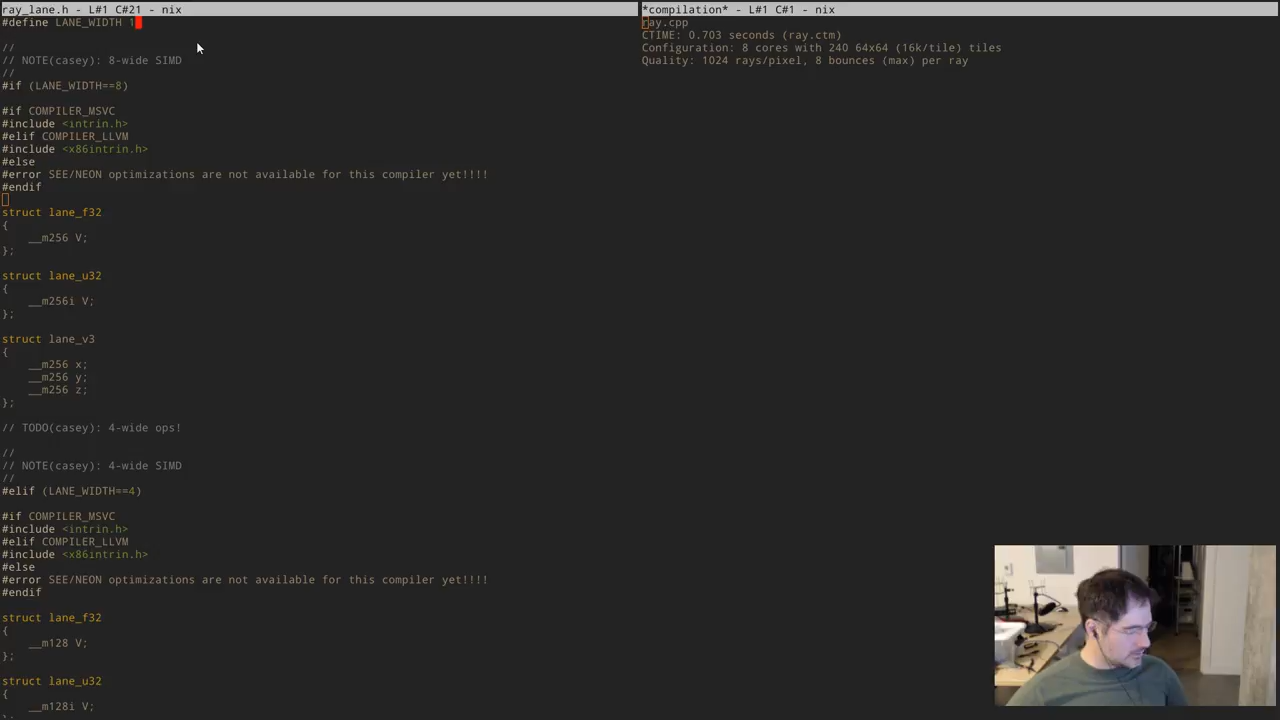 ray_lane.h - L#1 C#21 - nix
#define LANE_WIDTH 1
//
// NOTE(casey): 8-wide SIMD
//
#if (LANE_WIDTH==8)
#if COMPILER_MSVC
#include <intrin.h>
#elif COMPILER_LLVM
#include <x86intrin.h>
#else
#error SEE/NEON optimizations are not available for this compiler yet!!!!
#endif
struct lane_f32
{
__m256 V;
};
struct lane_u32
{
__m256i V;
};
struct lane_v3
{
__m256 x;
__m256 y;
__m256 z;
};
// TODO(casey): 4-wide ops!
//
// NOTE(casey): 4-wide SIMD
//
#elif (LANE_WIDTH==4)
#if COMPILER_MSVC
#include <intrin.h>
#elif COMPILER_LLVM
#include <x86intrin.h>
#else
#error SEE/NEON optimizations are not available for this compiler yet!!!!
#endif
struct lane_f32
{
__m128 V;
};
struct lane_u32
{
__m128i V;
*compilation* - L#1 C#1 - nix
ray.cpp
CTIME: 0.703 seconds (ray.ctm)
Configuration: 8 cores with 240 64x64 (16k/tile) tiles
Quality: 1024 rays/pixel, 8 bounces (max) per ray